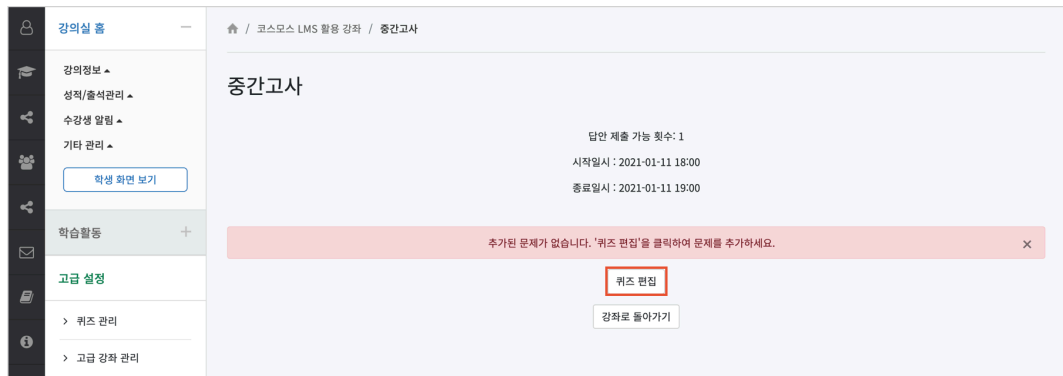 강의실 홈
코스모스 LMS 활용 강좌 / 중간고사
강의정보
성적/출석관리
수강생 알림
기타 관리
학생 화면 보기
학습활동
고급 설정
> 퀴즈 관리
> 고급 강좌 관리
중간고사
답안 제출 가능 횟수: 1
시작일시 : 2021-01-11 18:00
종료일시 : 2021-01-11 19:00
추가된 문제가 없습니다. '퀴즈 편집'을 클릭하여 문제를 추가하세요.
퀴즈 편집
강좌로 돌아가기